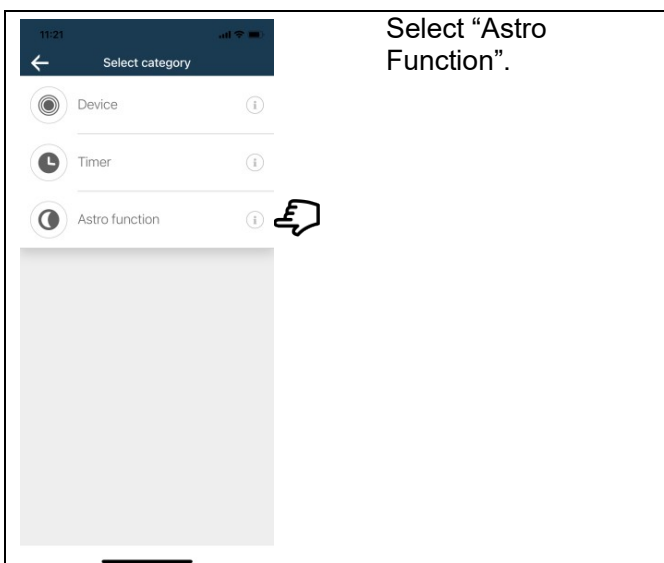 11:21
Select category
Device
Timer
Astro function
Select “Astro
Function”.